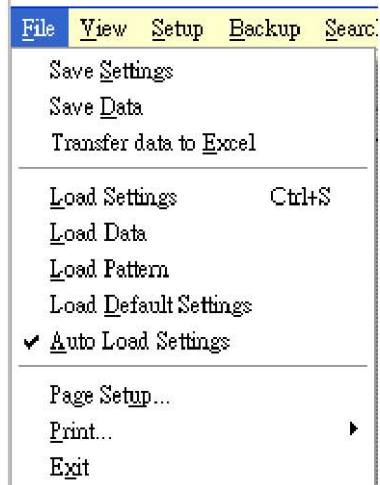 File View Setup Backup
Save Settings
Save Data
Transfer data to Excel
Load Settings Ctrl+S
Load Data
Load Pattern
Load Default Settings
Auto Load Settings
Page Setup...
Print...
Exit